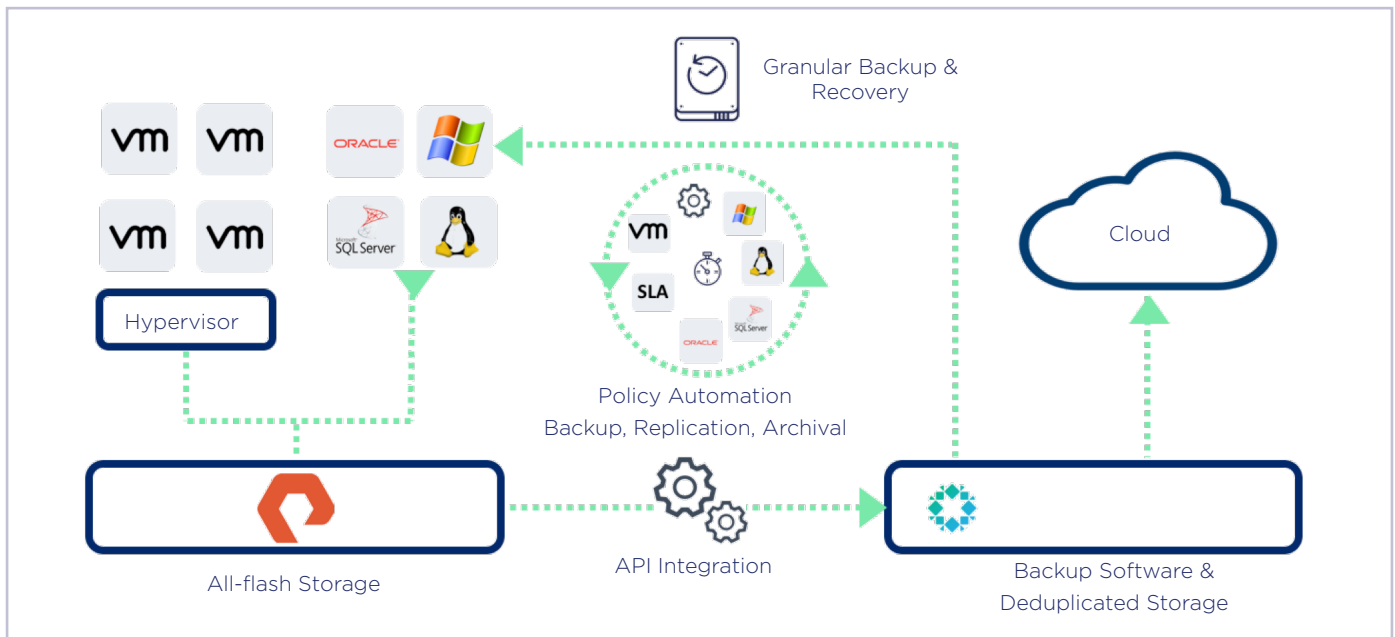 Granular Backup &
Recovery
vm
vm
ORACLE
vm
vm
Microsoft
SQL Server
Hypervisor
vm
SLA
SQL Server
ORACLE
Cloud
Policy Automation
Backup, Replication, Archival
API Integration
All-flash Storage
Backup Software &
Deduplicated Storage